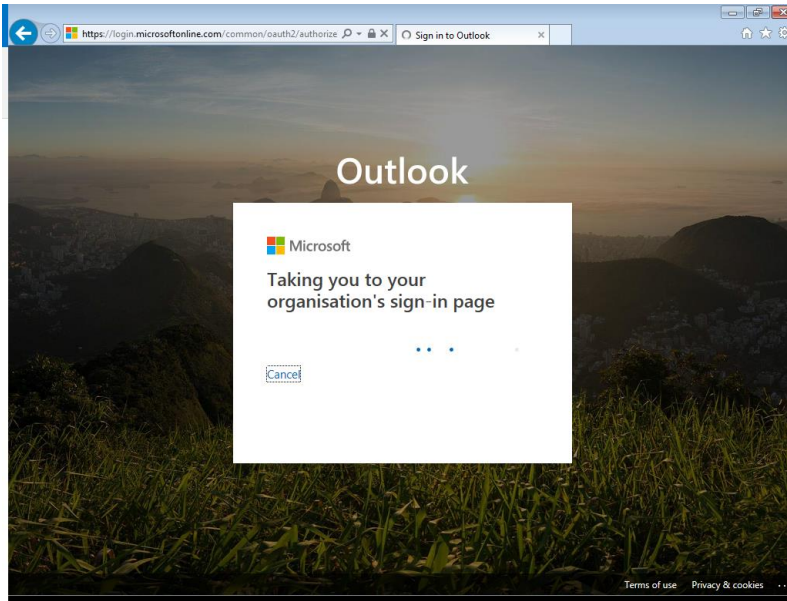 https://login.microsoftonline.com/common/oauth2/authorize
Sign in to Outlook
Outlook
Microsoft
Taking you to your
organisation's sign-in page
Cancel
Terms of use Privacy & cookies